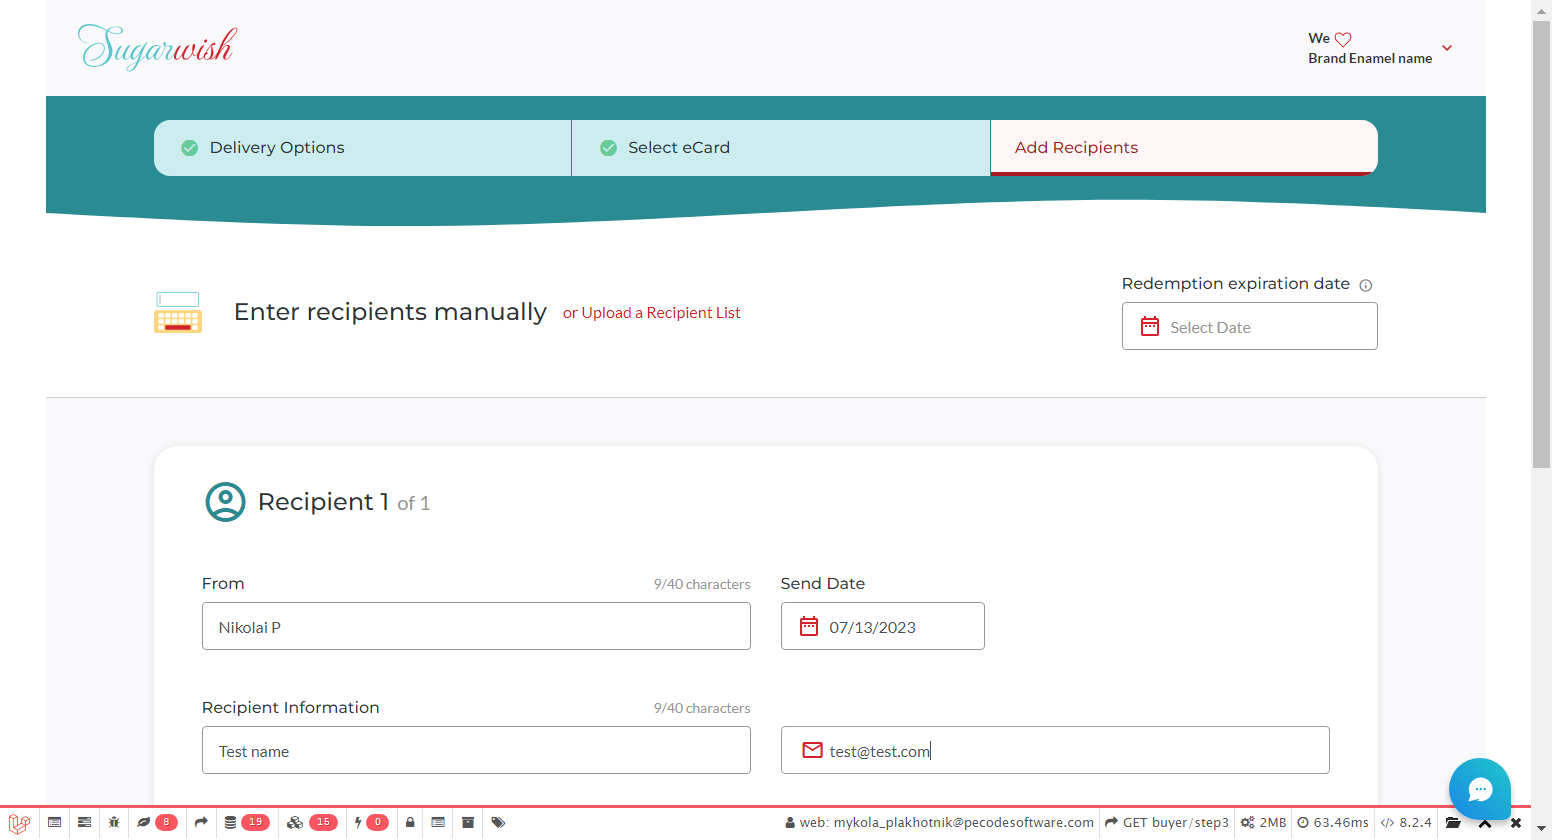 Sugarwish
We
Brand Enamel name
Delivery Options
Select eCard
Add Recipients
Enter recipients manually or Upload a Recipient List
Redemption expiration date
Select Date
Recipient 1 of 1
From 9/40 characters
Send Date
Nikolai P
07/13/2023
Recipient Information 9/40 characters
Test name
test@test.com
8 19 15 0 web: mykola_plakhotnik@pecodesoftware.com GET buyer/step3 2MB 63.46ms 8.2.4